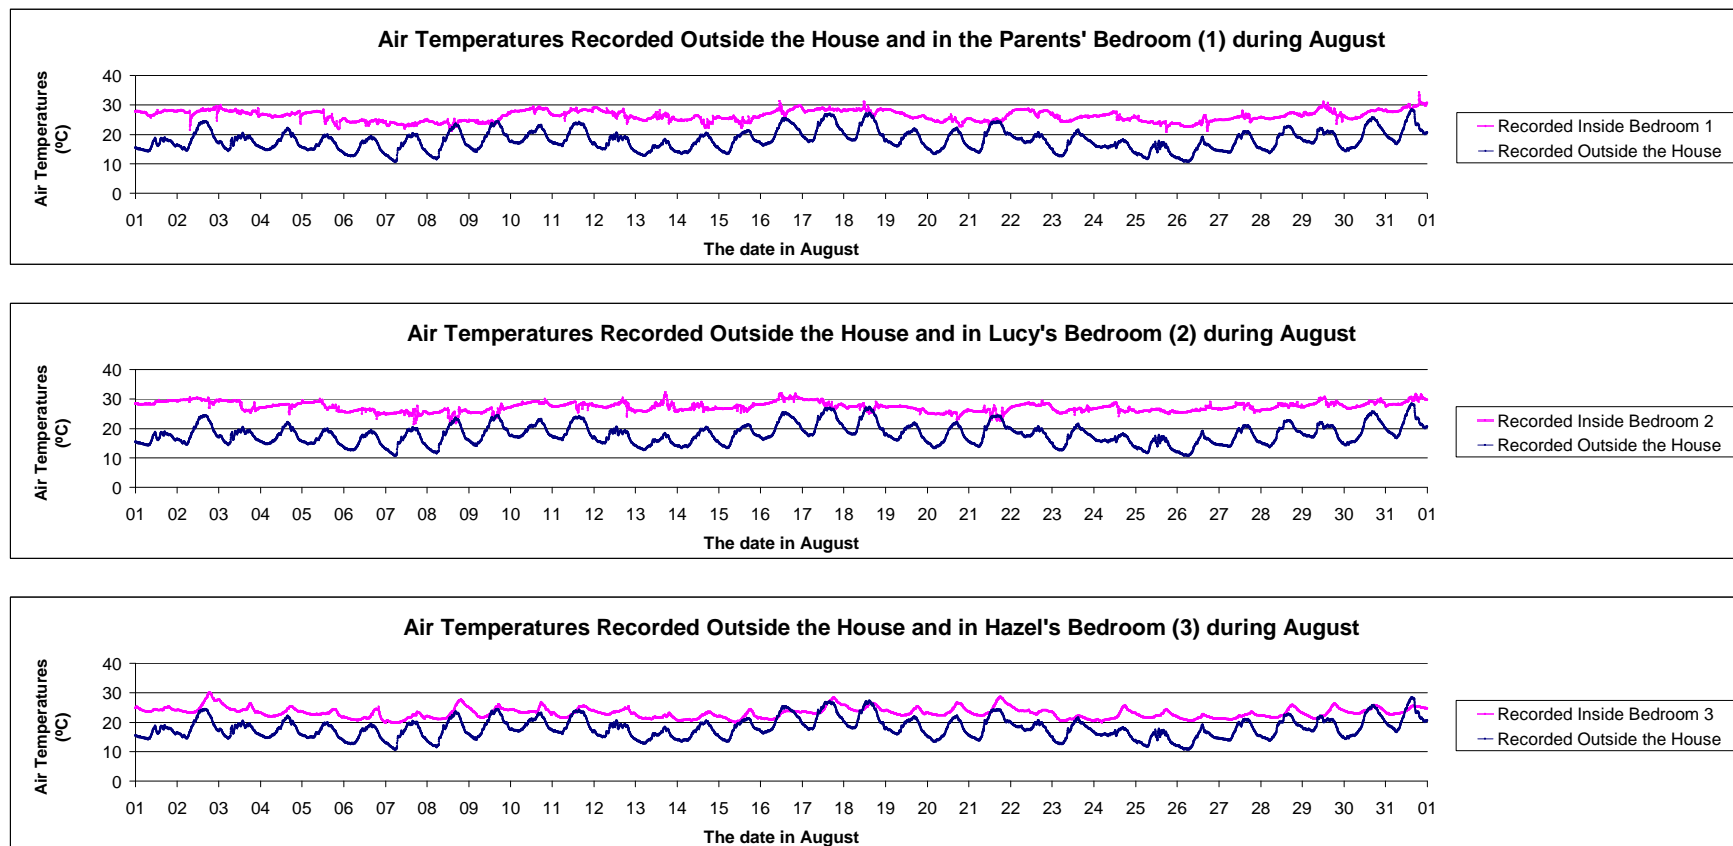 Air Temperatures Recorded Outside the House and in the Parents' Bedroom (1) during August
Air Temperatures
(ºC)
40
30
20
10
0
01 02 03 04 05 06 07 08 09 10 11 12 13 14 15 16 17 18 19 20 21 22 23 24 25 26 27 28 29 30 31 01
The date in August
Recorded Inside Bedroom 1
Recorded Outside the House
Air Temperatures Recorded Outside the House and in Lucy's Bedroom (2) during August
Air Temperatures
(ºC)
40
30
20
10
0
01 02 03 04 05 06 07 08 09 10 11 12 13 14 15 16 17 18 19 20 21 22 23 24 25 26 27 28 29 30 31 01
The date in August
Recorded Inside Bedroom 2
Recorded Outside the House
Air Temperatures Recorded Outside the House and in Hazel's Bedroom (3) during August
Air Temperatures
(ºC)
40
30
20
10
0
01 02 03 04 05 06 07 08 09 10 11 12 13 14 15 16 17 18 19 20 21 22 23 24 25 26 27 28 29 30 31 01
The date in August
Recorded Inside Bedroom 3
Recorded Outside the House